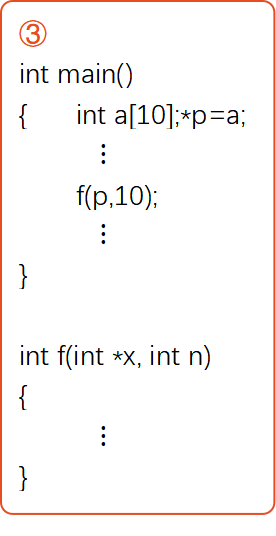 ③
int main()
{ int a[10];*p=a;
⋮
f(p,10);
⋮
}
int f(int *x, int n)
{
⋮
}